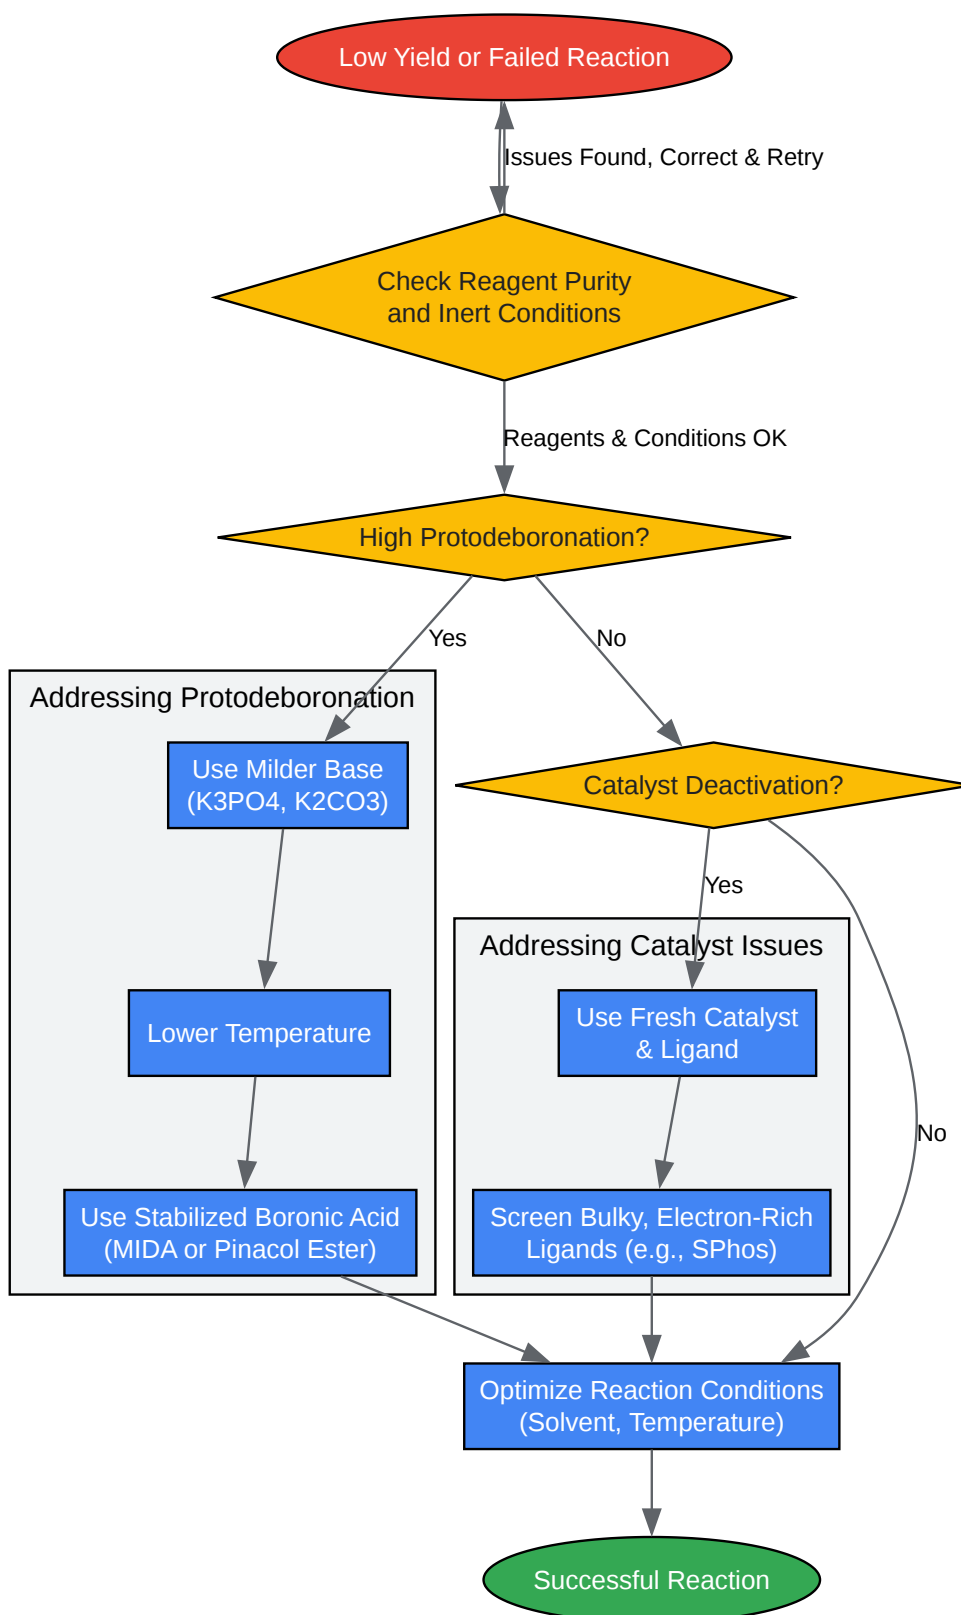 Low Yield or Failed Reaction
Issues Found, Correct & Retry
Check Reagent Purity
and Inert Conditions
Reagents & Conditions OK
High Protodeboronation?
Yes
No
Addressing Protodeboronation
Use Milder Base
(K3PO4, K2CO3)
Catalyst Deactivation?
Yes
Addressing Catalyst Issues
Lower Temperature
Use Fresh Catalyst
& Ligand
No
Use Stabilized Boronic Acid
(MIDA or Pinacol Ester)
Screen Bulky, Electron-Rich
Ligands (e.g., SPhos)
Optimize Reaction Conditions
(Solvent, Temperature)
Successful Reaction